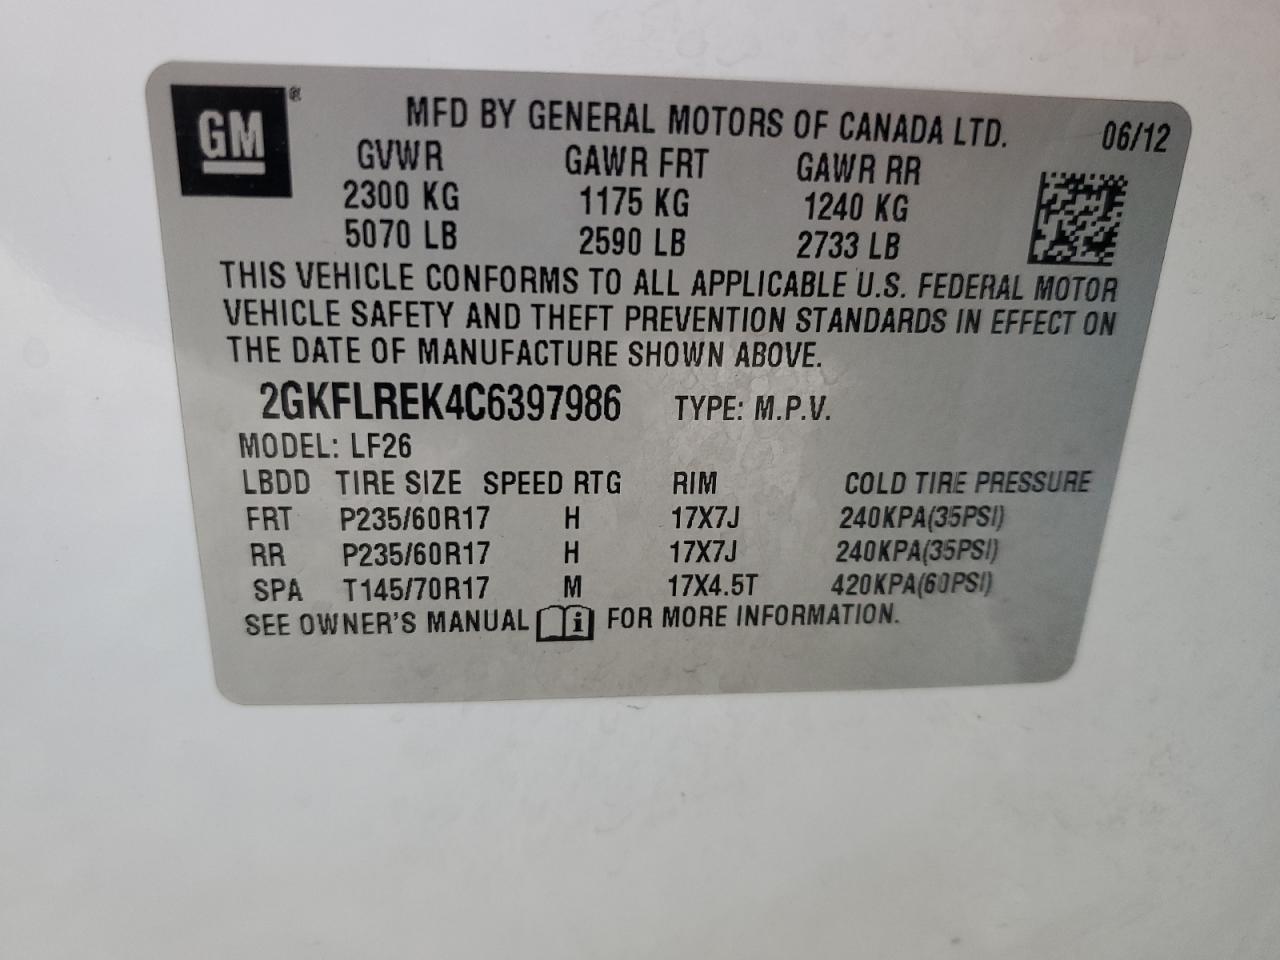 GM®
MFD BY GENERAL MOTORS OF CANADA LTD. 06/12
GVWR GAWR FRT GAWR RR
2300 KG 1175 KG 1240 KG
5070 LB 2590 LB 2733 LB
THIS VEHICLE CONFORMS TO ALL APPLICABLE U.S. FEDERAL MOTOR
VEHICLE SAFETY AND THEFT PREVENTION STANDARDS IN EFFECT ON
THE DATE OF MANUFACTURE SHOWN ABOVE.
2GKFLREK4C6397986 TYPE: M.P.V.
MODEL: LF26
LBDD TIRE SIZE SPEED RTG RIM COLD TIRE PRESSURE
FRT P235/60R17 H 17X7J 240KPA(35PSI)
RR P235/60R17 H 17X7J 240KPA(35PSI)
SPA T145/70R17 M 17X4.5T 420KPA(60PSI)
SEE OWNER'S MANUAL i FOR MORE INFORMATION.